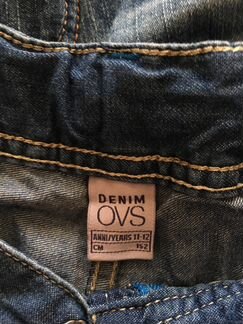 DENIM
OVS
ANNI/YEARS 11-12
CM 152